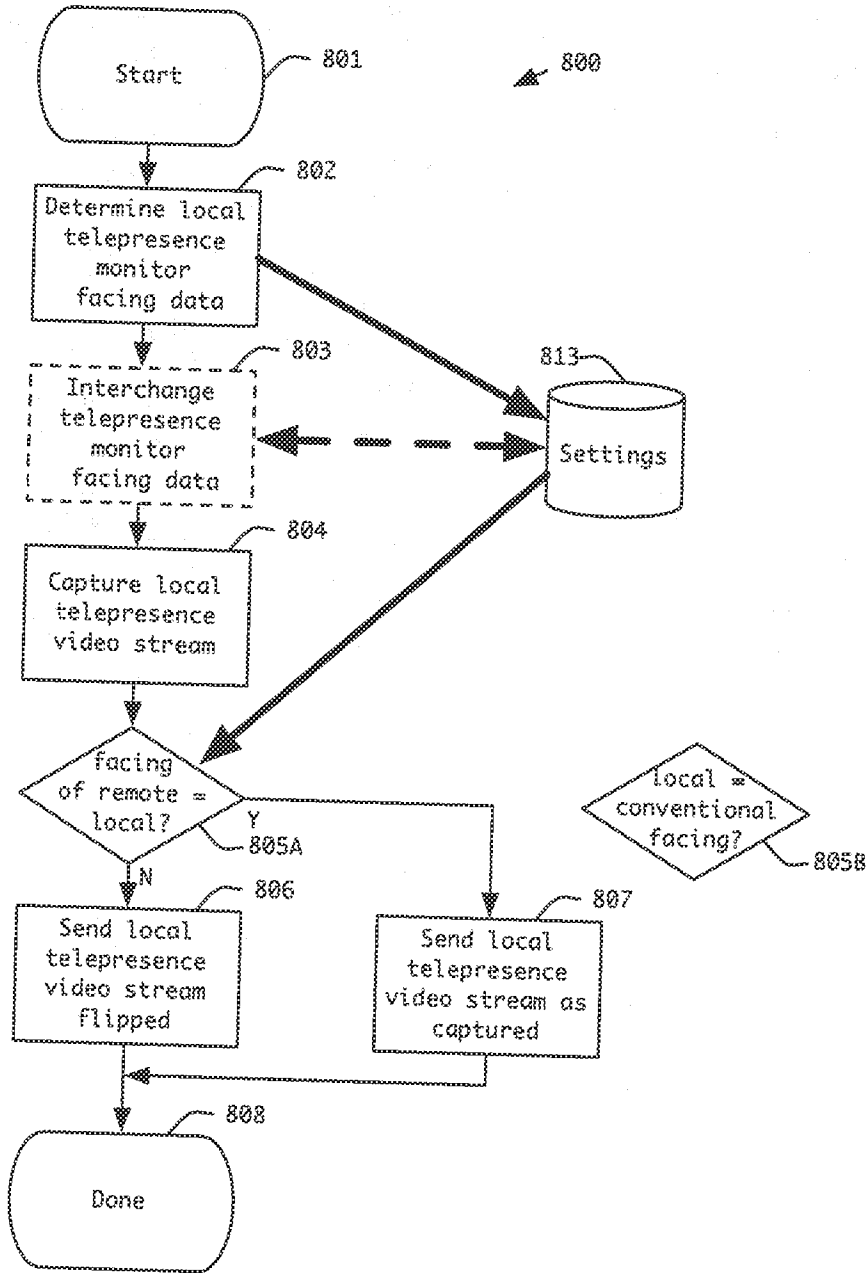 Start
801
800
802
Determine local
telepresence
monitor
facing data
803
Interchange
telepresence
monitor
facing data
813
Settings
804
Capture local
telepresence
video stream
facing
of remote =
local?
Y
805A
N
local =
conventional
facing?
805B
806
Send local
telepresence
video stream
flipped
807
Send local
telepresence
video stream as
captured
808
Done